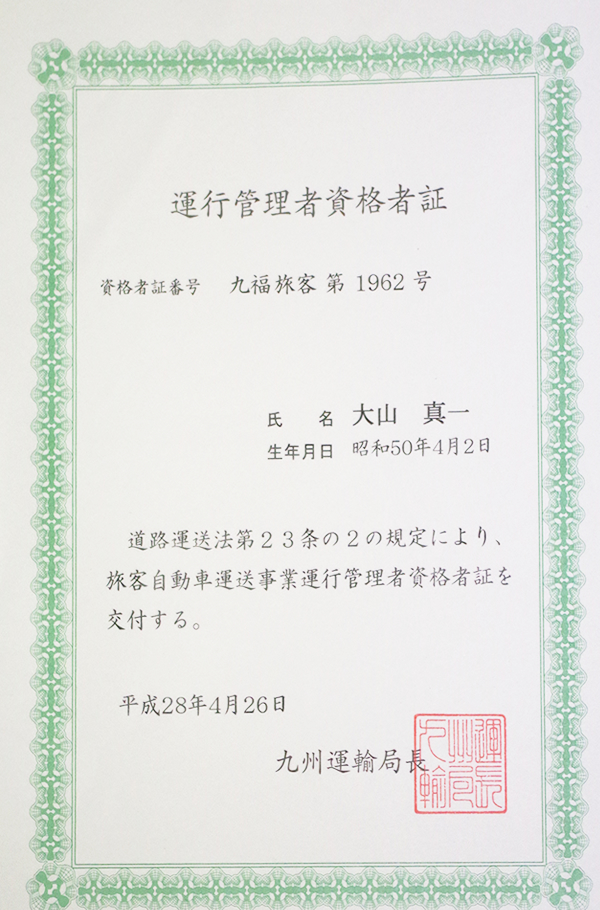 運行管理者資格者証
資格者証番号 九福旅客 第 1962 号
氏 名 大山 真一
生年月日 昭和50年4月2日
道路運送法第23条の2の規定により、
旅客自動車運送事業運行管理者資格者証を
交付する。
平成28年4月26日
九州運輸局長